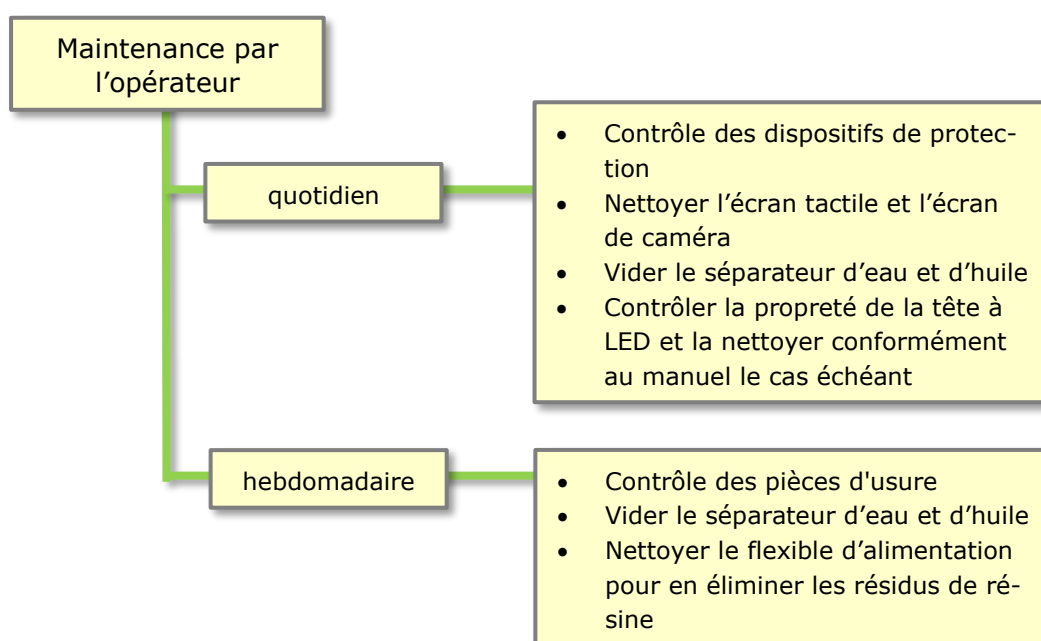 Maintenance par
l’opérateur
quotidien
• Contrôle des dispositifs de protec-
tion
• Nettoyer l’écran tactile et l’écran
de caméra
• Vider le séparateur d’eau et d’huile
• Contrôler la propreté de la tête à
LED et la nettoyer conformément
au manuel le cas échéant
hebdomadaire
• Contrôle des pièces d'usure
• Vider le séparateur d’eau et d’huile
• Nettoyer le flexible d’alimentation
pour en éliminer les résidus de ré-
sine